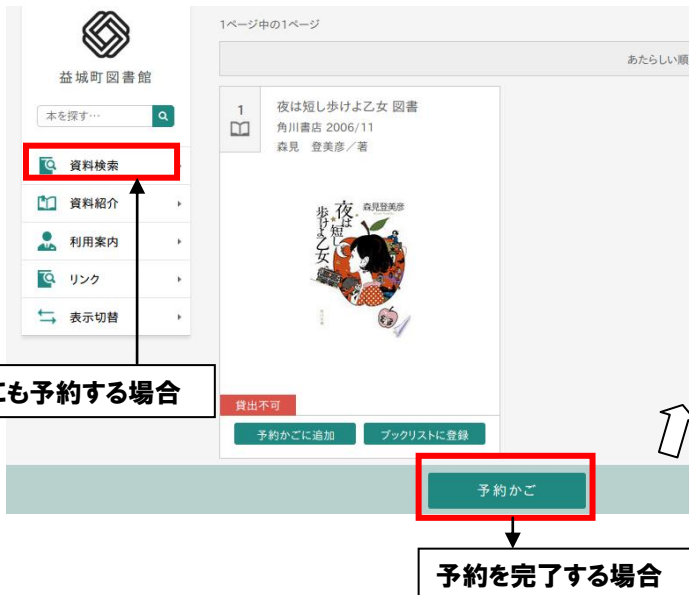 1ページ中の1ページ
あたらしい順
益城町図書館
本を探す…
資料検索
資料紹介
利用案内
リンク
表示切替
1
夜は短し歩けよ乙女 図書
角川書店 2006/11
森見 登美彦／著
森見登美彦
夜は短し
歩けよ乙女
貸出不可
予約かごに追加
ブックリストに登録
も予約する場合
予約かご
予約を完了する場合